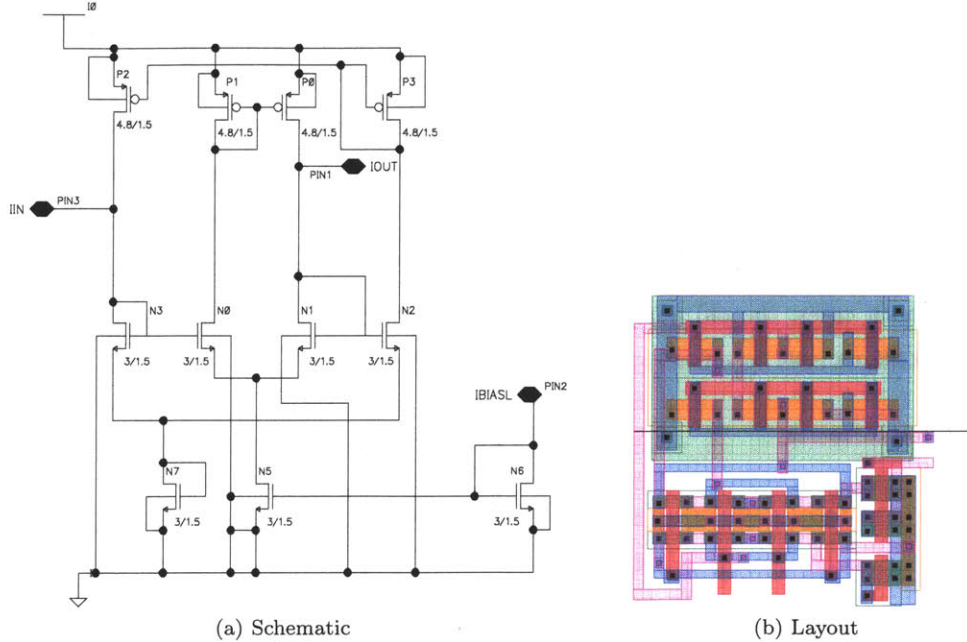 I0
P2
P1
P0
P3
4.8/1.5
4.8/1.5
4.8/1.5
4.8/1.5
PIN1
IOUT
IIN
PIN3
N3
N0
N1
N2
3/1.5
3/1.5
3/1.5
3/1.5
IBIASL
PIN2
N7
N5
N6
3/1.5
3/1.5
3/1.5
(a) Schematic
(b) Layout